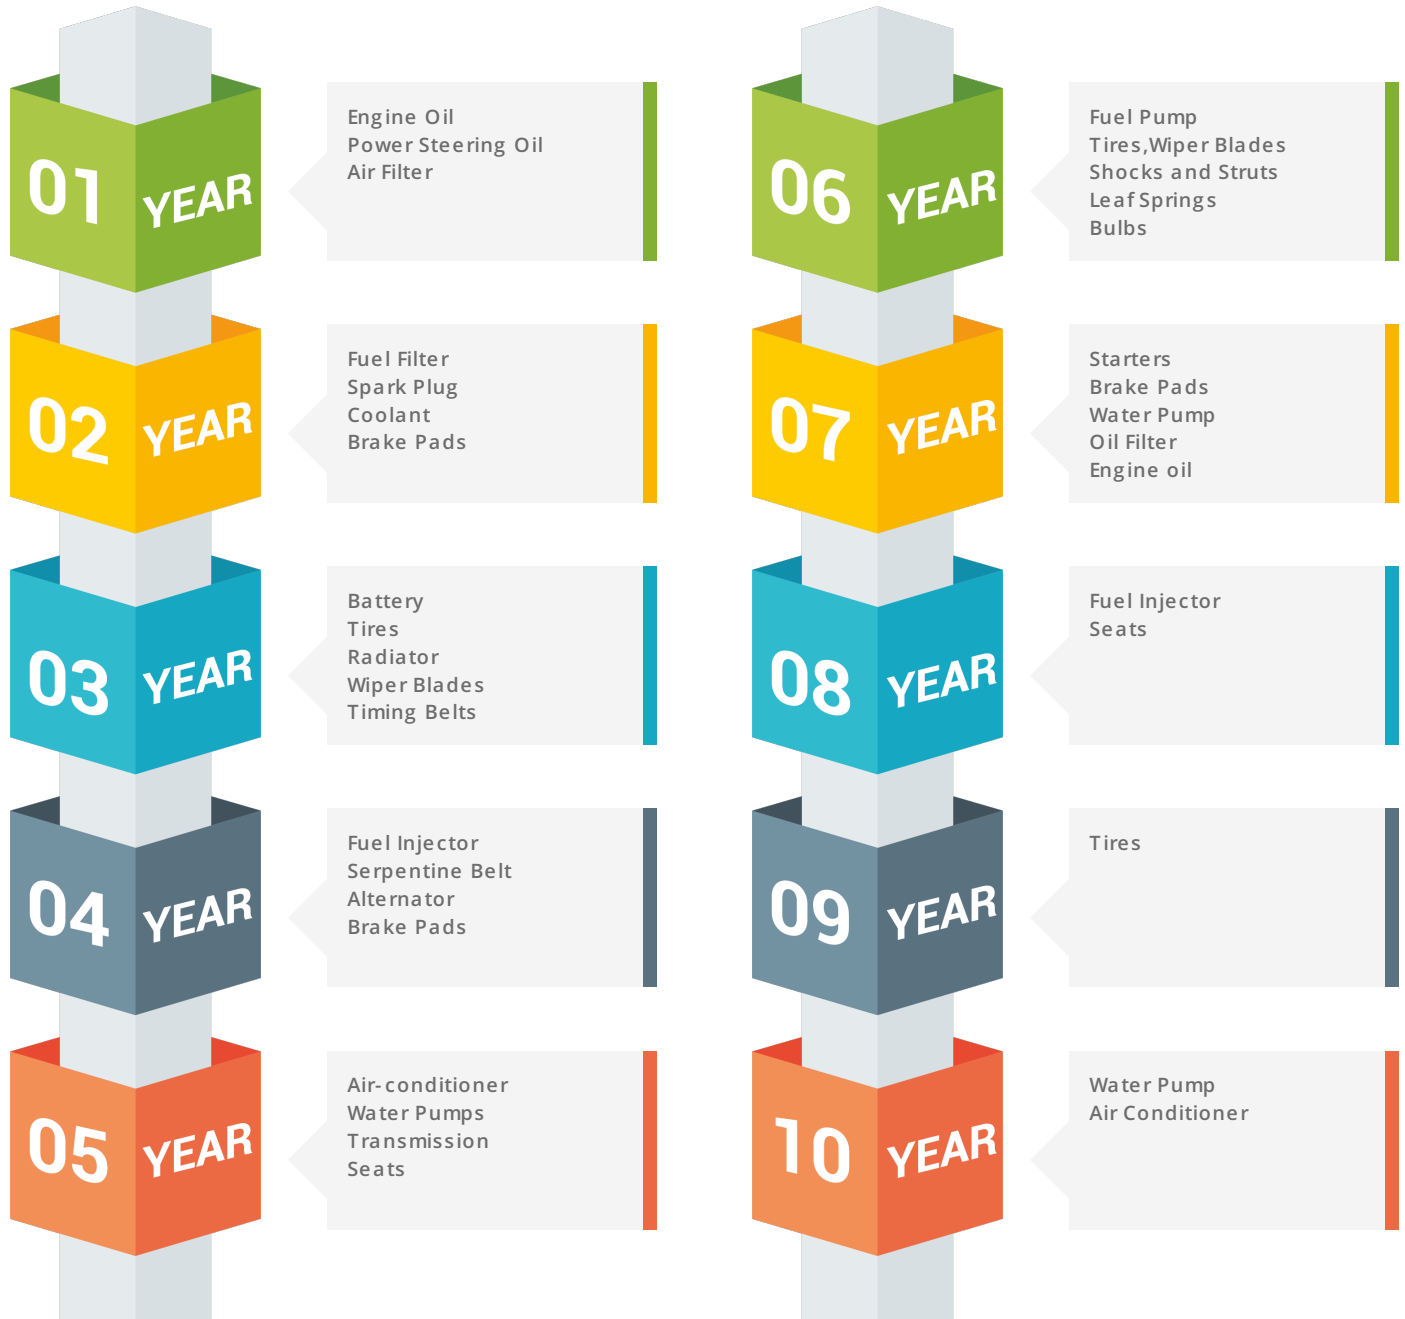 01 YEAR
Engine Oil
Power Steering Oil
Air Filter
02 YEAR
Fuel Filter
Spark Plug
Coolant
Brake Pads
03 YEAR
Battery
Tires
Radiator
Wiper Blades
Timing Belts
04 YEAR
Fuel Injector
Serpentine Belt
Alternator
Brake Pads
05 YEAR
Air-conditioner
Water Pumps
Transmission
Seats
06 YEAR
Fuel Pump
Tires,Wiper Blades
Shocks and Struts
Leaf Springs
Bulbs
07 YEAR
Starters
Brake Pads
Water Pump
Oil Filter
Engine oil
08 YEAR
Fuel Injector
Seats
09 YEAR
Tires
10 YEAR
Water Pump
Air Conditioner